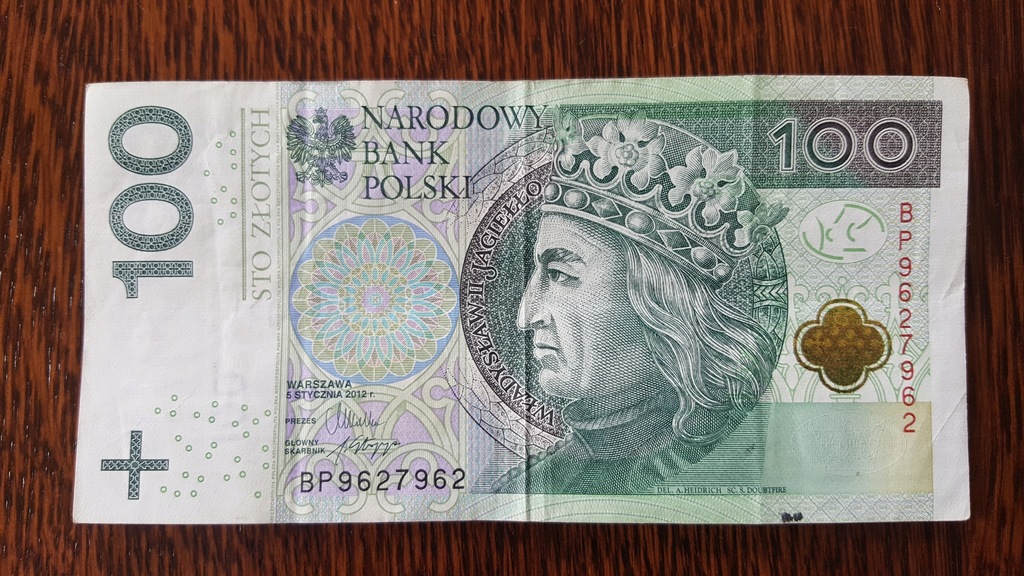 100
STO ZŁOTYCH
NARODOWY
BANK
POLSKI
WŁADYSŁAW II JAGIEŁŁO
100
BP9627962
WARSZAWA
5 STYCZNIA 2012 r.
PREZES
GŁÓWNY
SKARBNIK
BP9627962
DEL. A.HEIDRICH SC. S. DOUBTFIRE